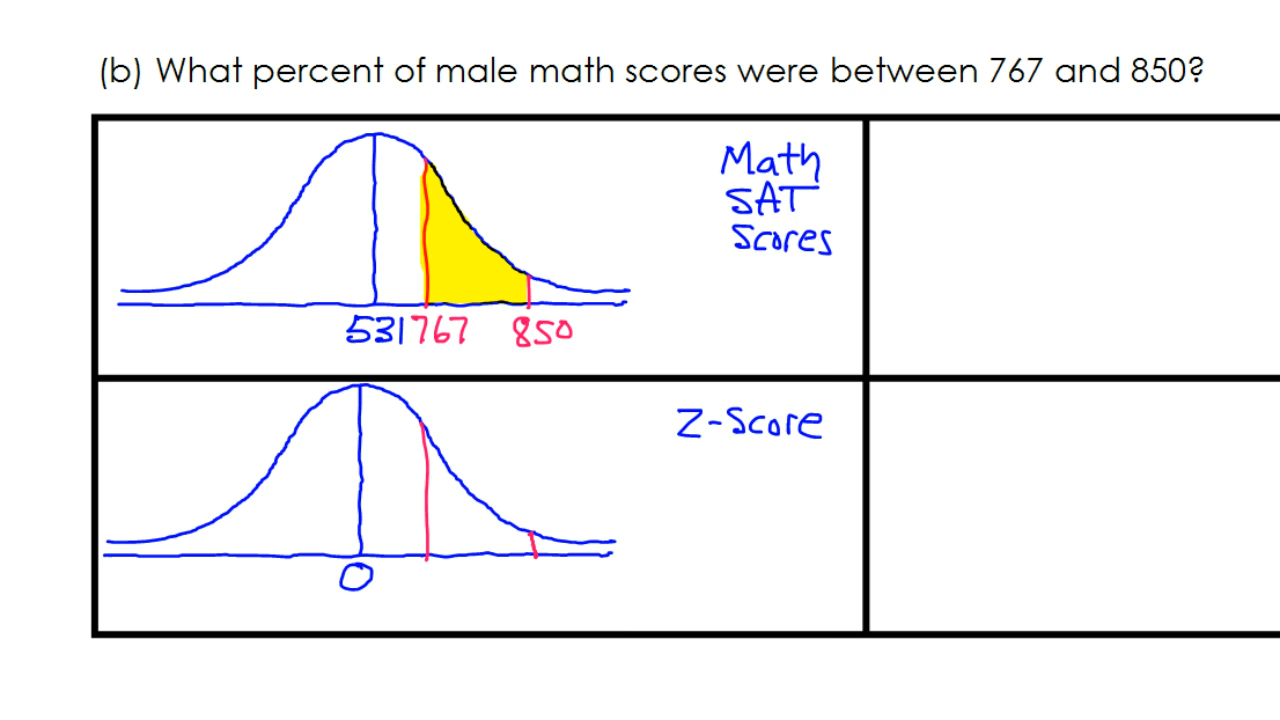 (b) What percent of male math scores were between 767 and 850?
Math
SAT
Scores
531 767 850
Z-Score
0